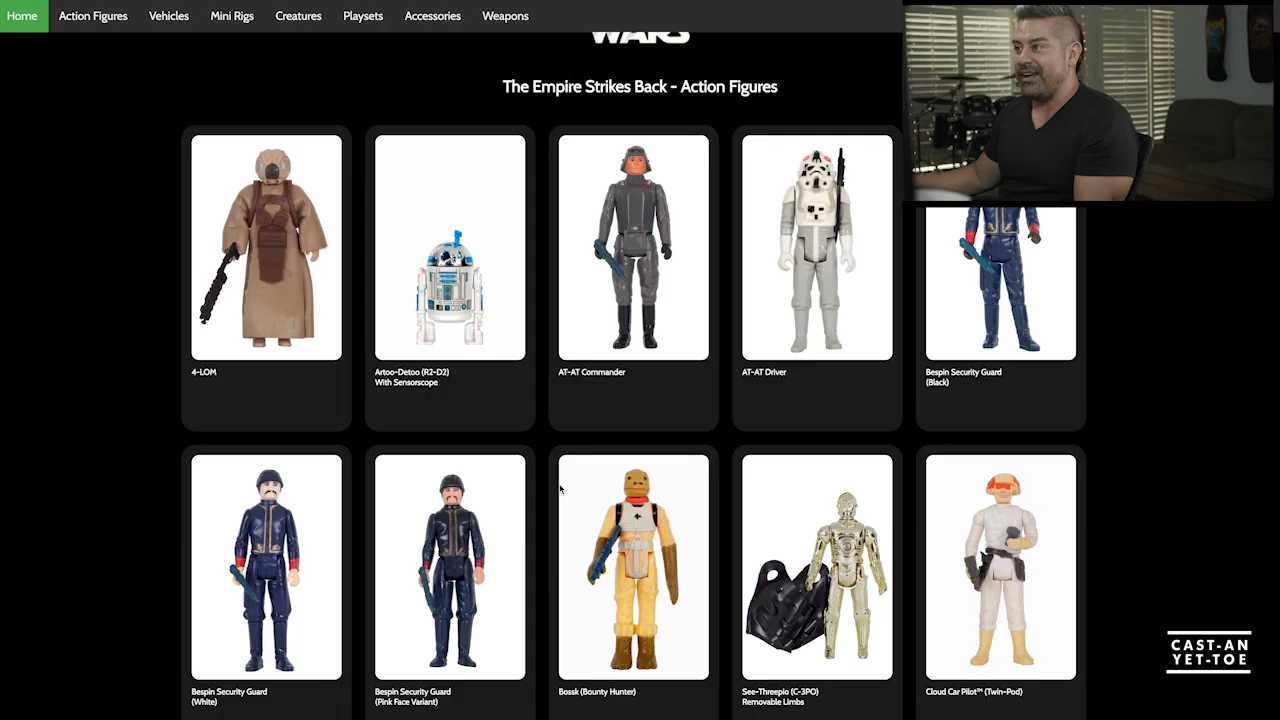 Home Action Figures Vehicles Mini Rigs Creatures Playsets Accessories Weapons
WARS
The Empire Strikes Back - Action Figures
4-LOM
Artoo-Detoo (R2-D2)
With Sensorscope
AT-AT Commander
AT-AT Driver
Bespin Security Guard
(Black)
Bespin Security Guard
(White)
Bespin Security Guard
(Pink Face Variant)
Bossk (Bounty Hunter)
See-Threepio (C-3PO)
Removable Limbs
Cloud Car Pilot™ (Twin-Pod)
CAST-AN
YET-TOE